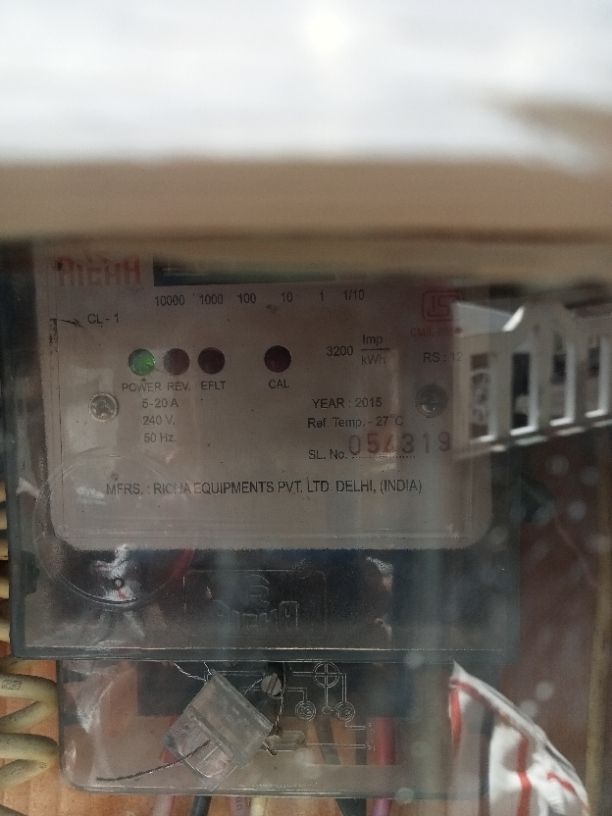 RICHA
10000 1000 100 10 1 1/10
CL - 1
3200 Imp/kWh
RS : 12
POWER REV. EFLT CAL
5-20 A
240 V.
50 Hz.
YEAR : 2015
Ref. Temp. - 27°C
SL. No. 054319
MFRS. : RICHA EQUIPMENTS PVT. LTD. DELHI, (INDIA)
RICHA